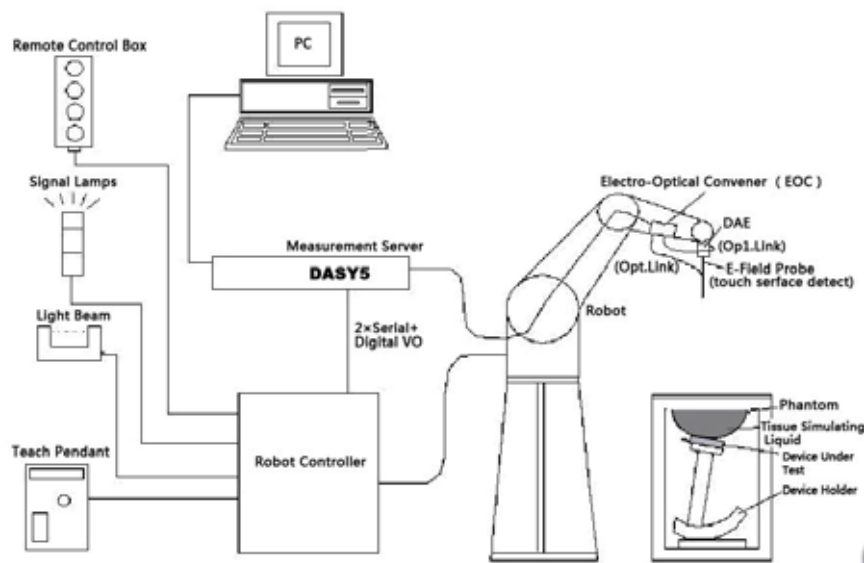 Remote Control Box
PC
Signal Lamps
Electro-Optical Convener ( EOC )
DAE
(Op1.Link)
Measurement Server
DASY5
(Opt.Link)
E-Field Probe
(touch serface detect)
Light Beam
Robot
2×Serial+
Digital VO
Phantom
Tissue Simulating
Liquid
Teach Pendant
Robot Controller
Device Under
Test
Device Holder